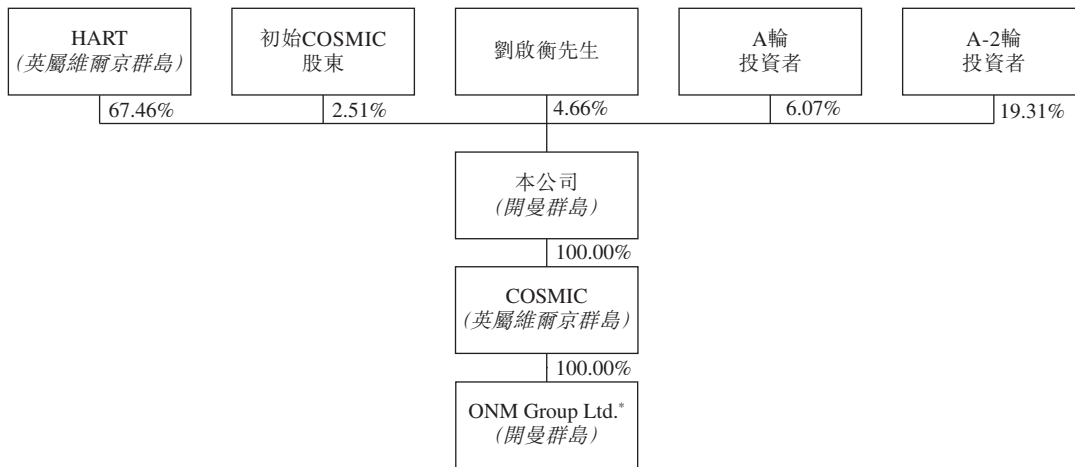 HART
(英屬維爾京群島)
初始COSMIC
股東
劉啟衡先生
A輪
投資者
A-2輪
投資者
67.46%
2.51%
4.66%
6.07%
19.31%
本公司
(開曼群島)
100.00%
COSMIC
(英屬維爾京群島)
100.00%
ONM Group Ltd.*
(開曼群島)